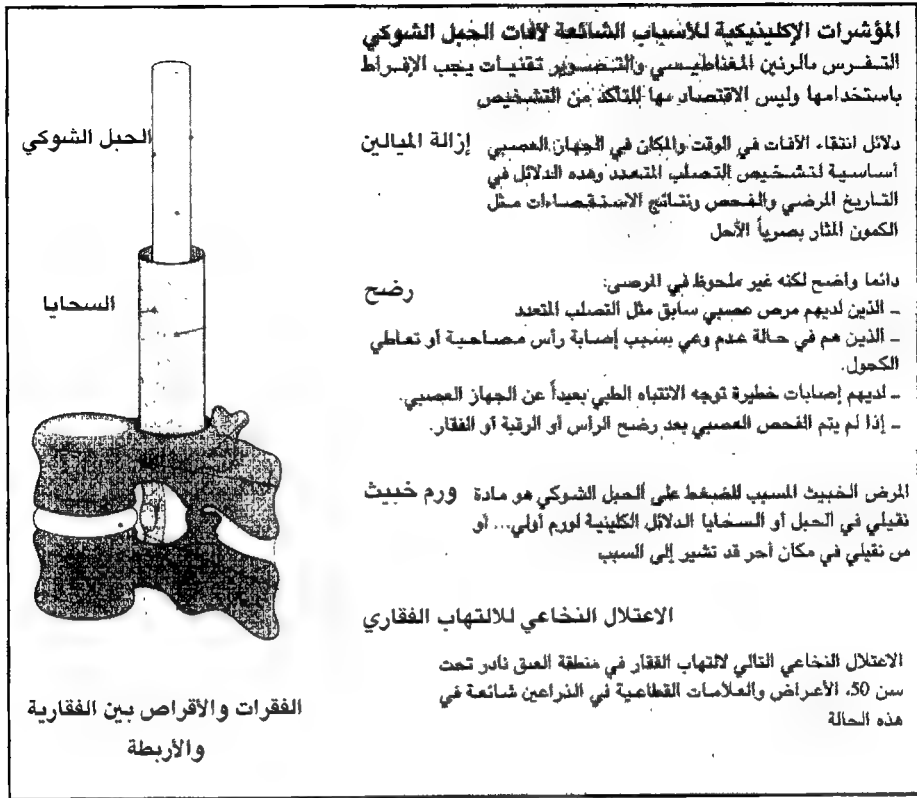 المؤشرات الإكلينيكية للأسباب الشائعة لآفات الحبل الشوكي
التفرس بالرنين المغناطيسي والتصوير تقنيات يجب الإفراط
باستخدامها وليس الاقتصاد بها للتأكد من التشخيص
إزالة الميالين
دلائل انتقاء الآفات في الوقت والمكان في الجهاز العصبي
أساسية لتشخيص التصلب المتعدد وهذه الدلائل في
التاريخ المرضي والفحص ونتائج الاستقصاءات مثل
الكمون المثار بصرياً الأحل
رضح
دائما واضح لكنه غير ملحوظ في المرضى:
– الذين لديهم مرض عصبي سابق مثل التصلب المتعدد
– الذين هم في حالة عدم وعي بسبب إصابة رأس مصاحبة أو تعاطي
الكحول.
– لديهم إصابات خطيرة توجه الانتباه الطبي بعيداً عن الجهاز العصبي.
– إذا لم يتم الفحص العصبي بعد رضح الرأس أو الرقبة أو الفقار.
ورم خبيث
المرض الخبيث المسبب للضغط على الحبل الشوكي هو مادة
نقيلي في الحبل أو السحايا الدلائل الكلينية لورم أولي... أو
من نقيلي في مكان أحر قد تشير إلى السبب
الاعتلال النخاعي للالتهاب الفقاري
الاعتلال النخاعي التالي لالتهاب الفقار في منطقة العنق نادر تحت
سن 50، الأعراض والعلامات القطاعية في الذراعين شائعة في
هذه الحالة
الحبل الشوكي
السحايا
الفقرات والأقراص بين الفقارية
والأربطة